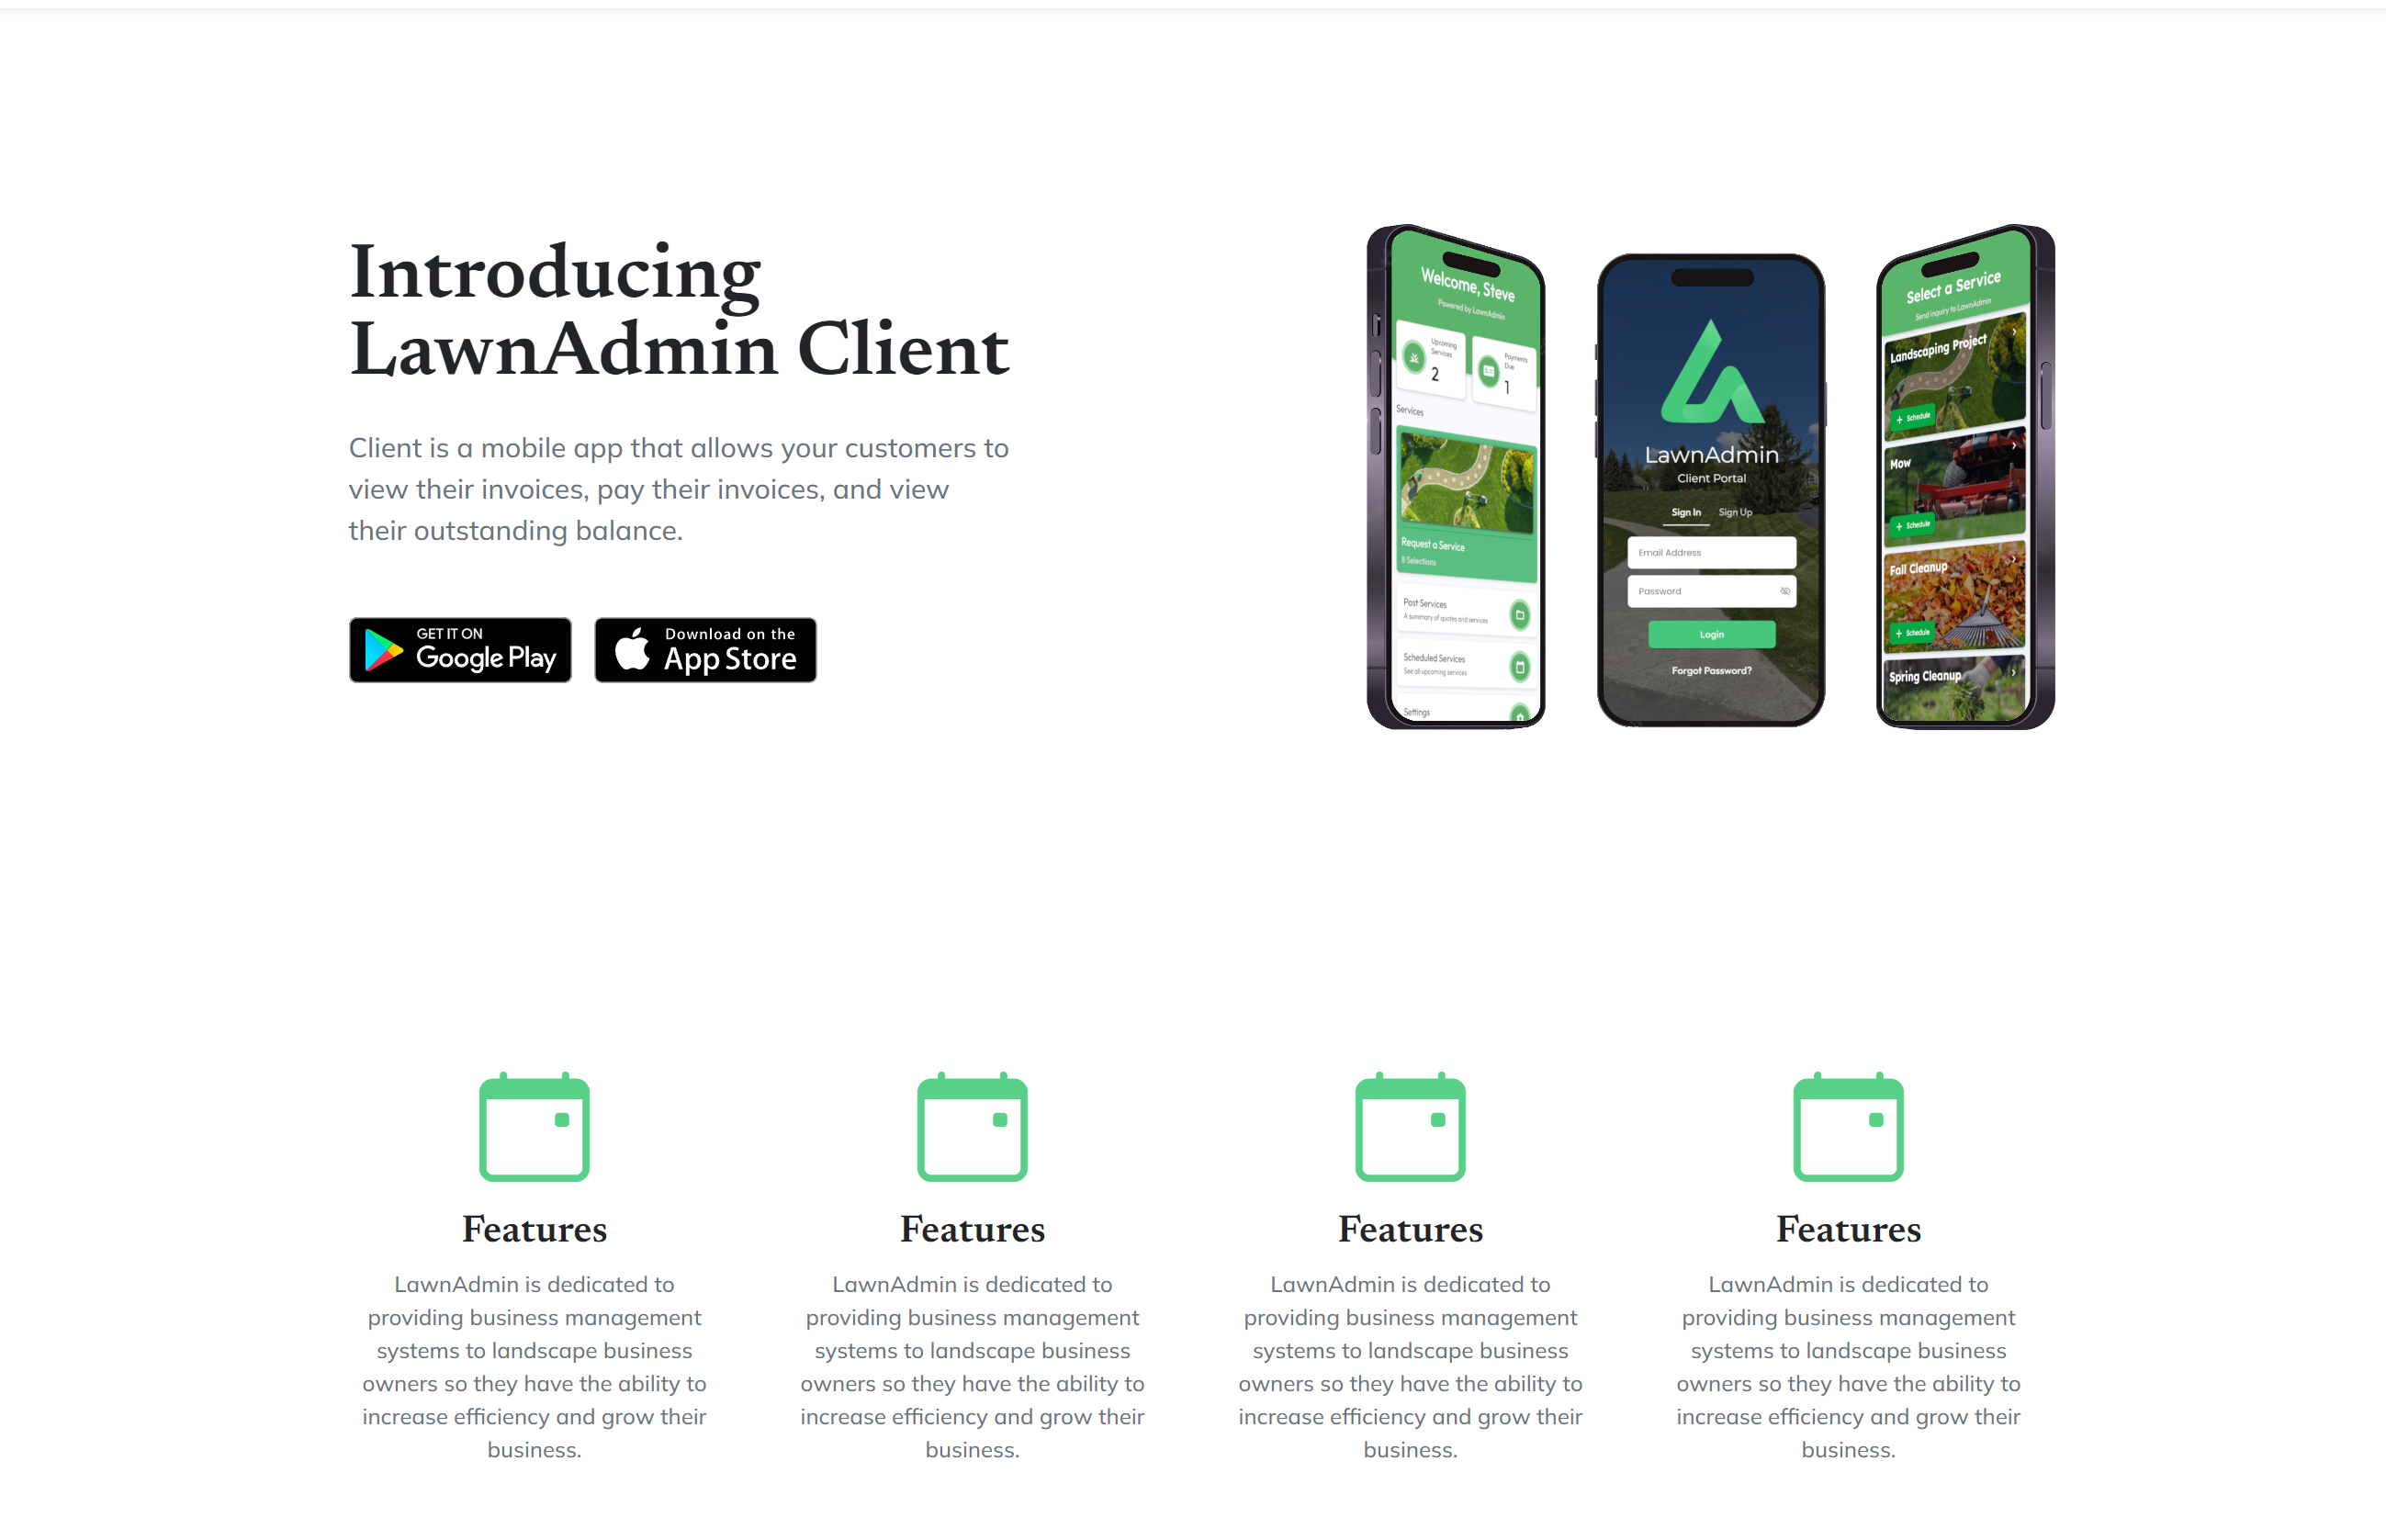 Introducing
LawnAdmin Client
Client is a mobile app that allows your customers to
view their invoices, pay their invoices, and view
their outstanding balance.
GET IT ON
Google Play
Download on the
App Store
Welcome, Steve
Powered by LawnAdmin
Upcoming
Services
2
Payments
Due
1
Services
Request a Service
8 Selections
Past Services
A summary of quotes and services
Scheduled Services
See all upcoming services
Settings
LawnAdmin
Client Portal
Sign In
Sign Up
Email Address
Password
Login
Forgot Password?
Select a Service
Send inquiry to LawnAdmin
Landscaping Project
+ Schedule
Mow
+ Schedule
Fall Cleanup
+ Schedule
Spring Cleanup
Features
LawnAdmin is dedicated to
providing business management
systems to landscape business
owners so they have the ability to
increase efficiency and grow their
business.
Features
LawnAdmin is dedicated to
providing business management
systems to landscape business
owners so they have the ability to
increase efficiency and grow their
business.
Features
LawnAdmin is dedicated to
providing business management
systems to landscape business
owners so they have the ability to
increase efficiency and grow their
business.
Features
LawnAdmin is dedicated to
providing business management
systems to landscape business
owners so they have the ability to
increase efficiency and grow their
business.